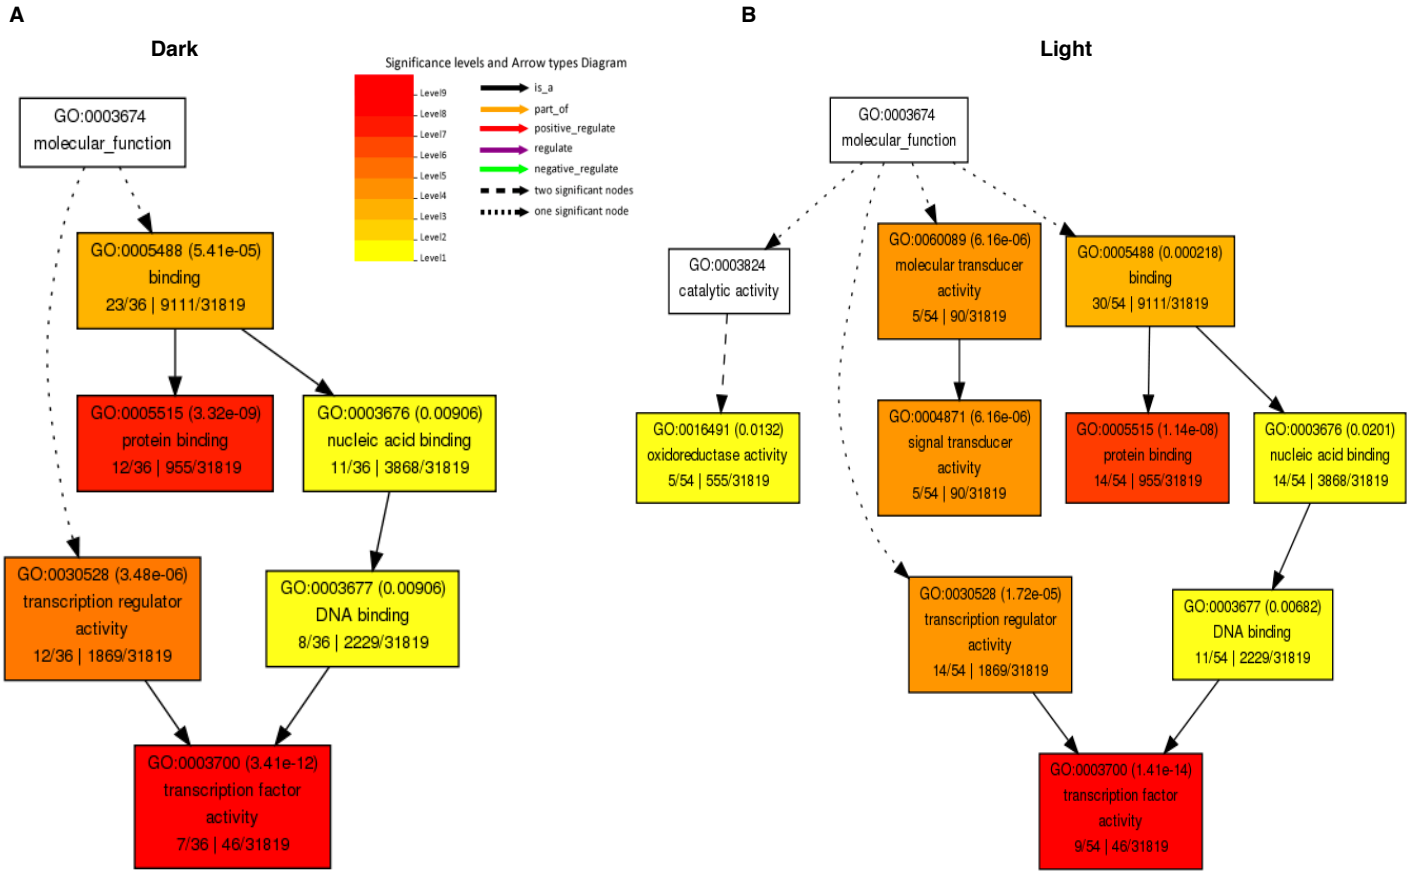 A
Dark
GO:0003674
molecular_function
Significance levels and Arrow types Diagram
Level9
Level8
Level7
Level6
Level5
Level4
Level3
Level2
Level1
is_a
part_of
positive_regulate
regulate
negative_regulate
two significant nodes
one significant node
GO:0005488 (5.41e-05)
binding
23/36 | 9111/31819
GO:0005515 (3.32e-09)
protein binding
12/36 | 955/31819
GO:0003676 (0.00906)
nucleic acid binding
11/36 | 3868/31819
GO:0030528 (3.48e-06)
transcription regulator
activity
12/36 | 1869/31819
GO:0003677 (0.00906)
DNA binding
8/36 | 2229/31819
GO:0003700 (3.41e-12)
transcription factor
activity
7/36 | 46/31819
B
Light
GO:0003674
molecular_function
GO:0003824
catalytic activity
GO:0060089 (6.16e-06)
molecular transducer
activity
5/54 | 90/31819
GO:0005488 (0.000218)
binding
30/54 | 9111/31819
GO:0016491 (0.0132)
oxidoreductase activity
5/54 | 555/31819
GO:0004871 (6.16e-06)
signal transducer
activity
5/54 | 90/31819
GO:0005515 (1.14e-08)
protein binding
14/54 | 955/31819
GO:0003676 (0.0201)
nucleic acid binding
14/54 | 3868/31819
GO:0030528 (1.72e-05)
transcription regulator
activity
14/54 | 1869/31819
GO:0003677 (0.00682)
DNA binding
11/54 | 2229/31819
GO:0003700 (1.41e-14)
transcription factor
activity
9/54 | 46/31819